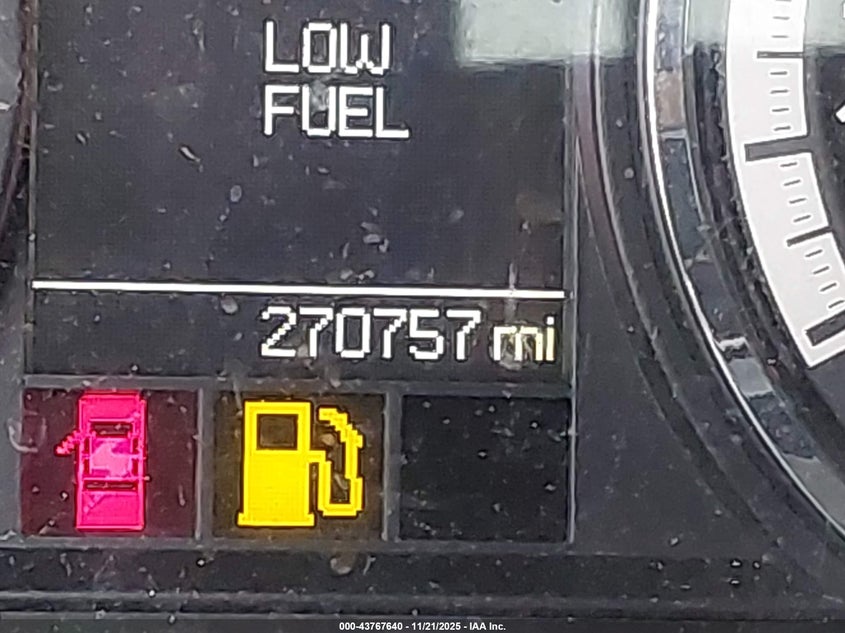 LOW
FUEL
270757 mi
000-43767640 - 11/21/2025 - IAA Inc.